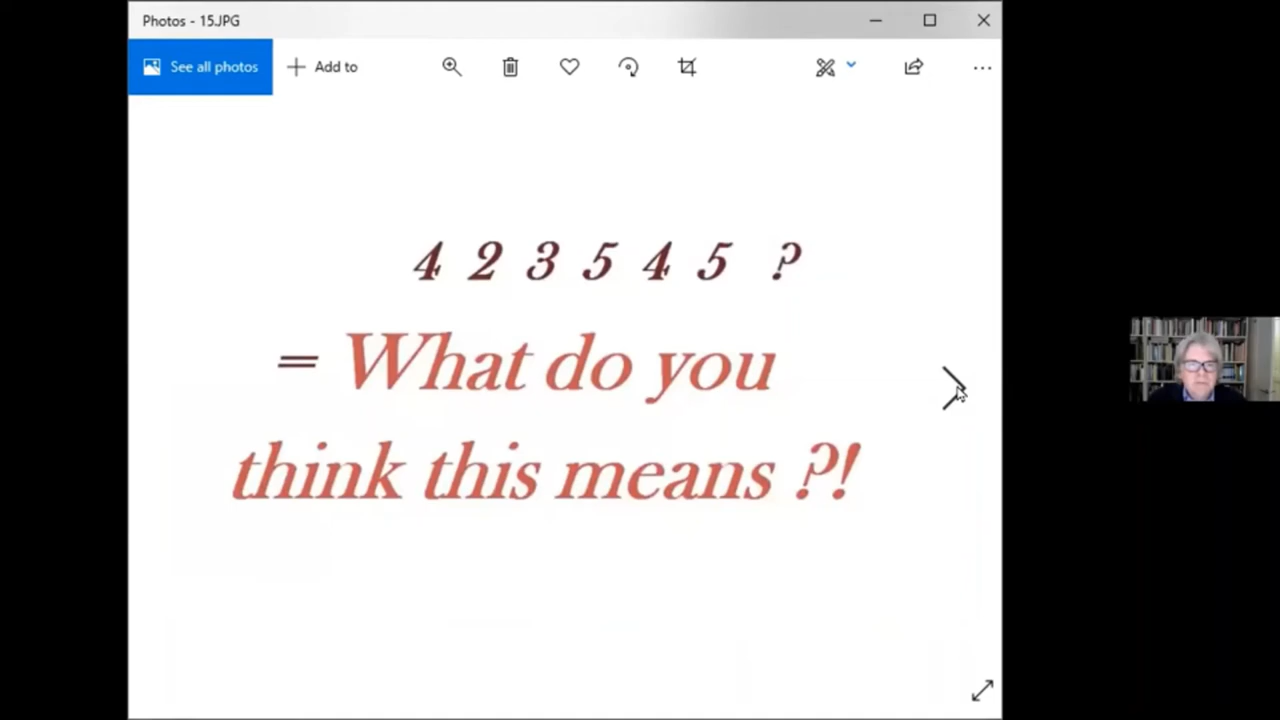 Photos - 15.JPG
See all photos
Add to
4 2 3 5 4 5 ?
= What do you
think this means ?!